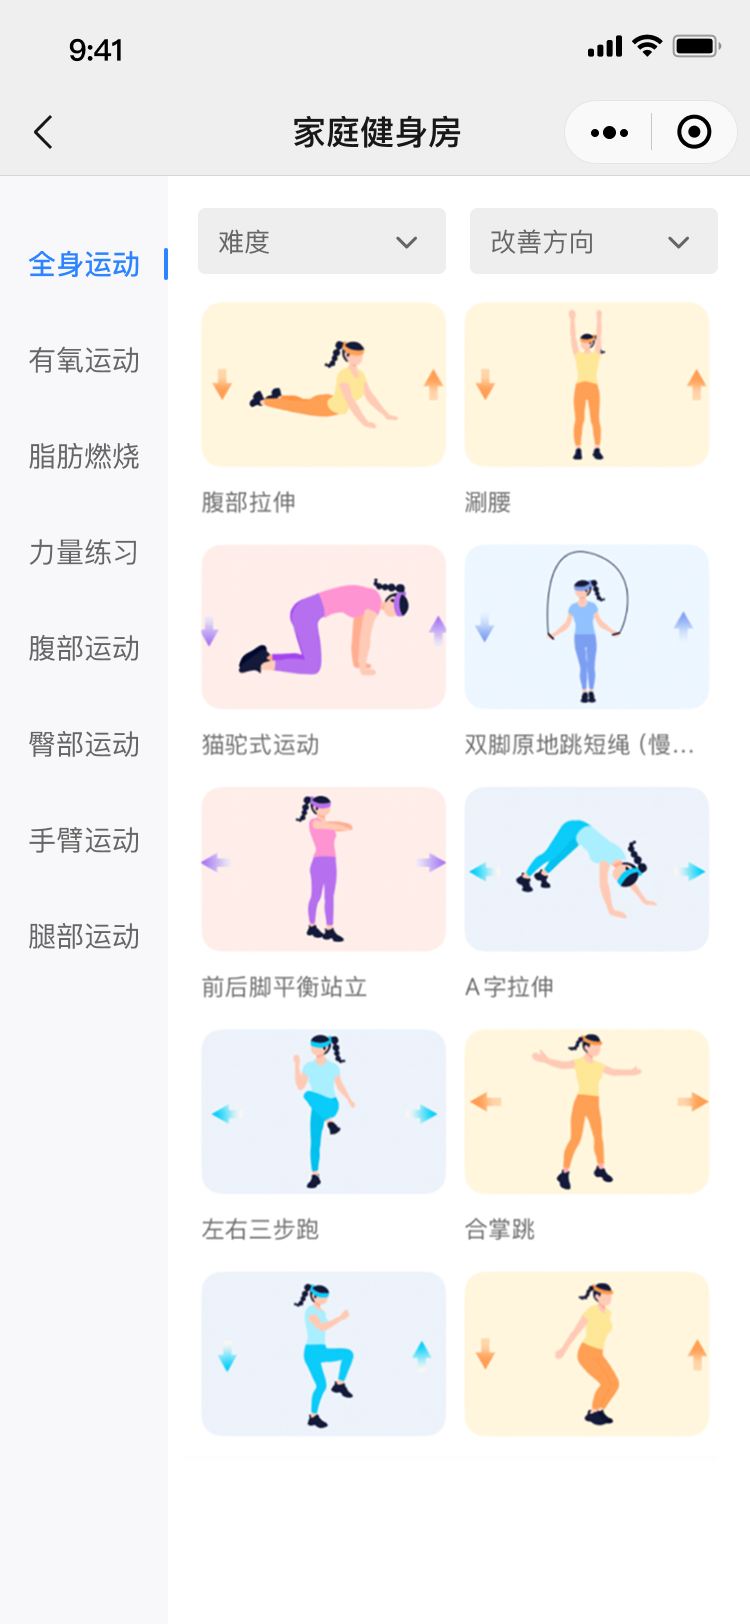 9:41
家庭健身房
全身运动
有氧运动
脂肪燃烧
力量练习
腹部运动
臀部运动
手臂运动
腿部运动
难度
改善方向
腹部拉伸
涮腰
猫驼式运动
双脚原地跳短绳（慢...
前后脚平衡站立
A字拉伸
左右三步跑
合掌跳